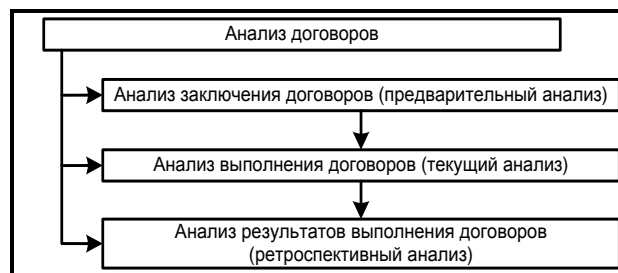 Анализ договоров
Анализ заключения договоров (предварительный анализ)
Анализ выполнения договоров (текущий анализ)
Анализ результатов выполнения договоров
(ретроспективный анализ)